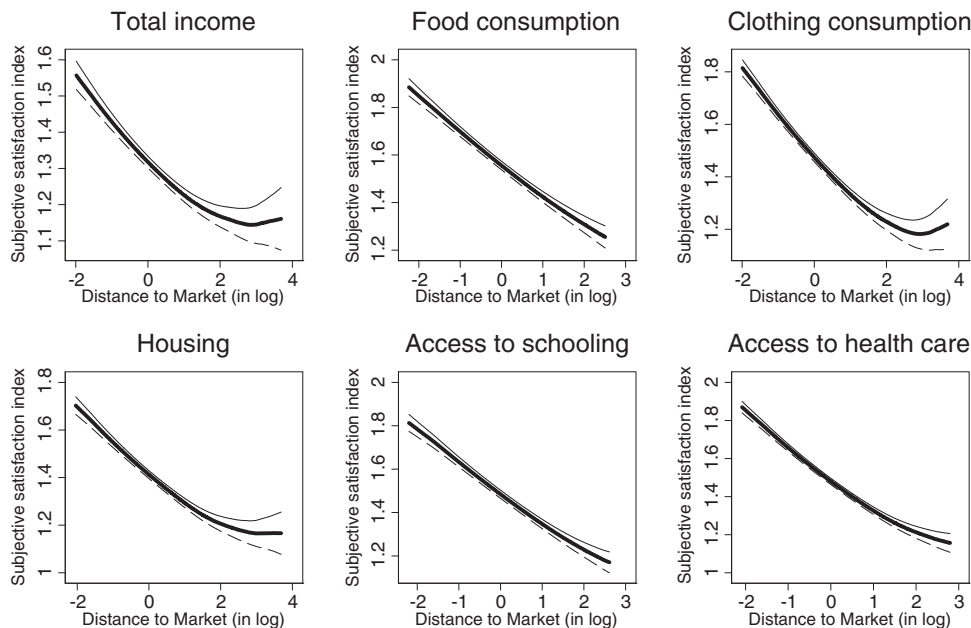 Total income
Subjective satisfaction index
1.1 1.2 1.3 1.4 1.5 1.6
-2 0 2 4
Distance to Market (in log)
Food consumption
Subjective satisfaction index
1.2 1.4 1.6 1.8 2
-2 -1 0 1 2 3
Distance to Market (in log)
Clothing consumption
Subjective satisfaction index
1.2 1.4 1.6 1.8
-2 0 2 4
Distance to Market (in log)
Housing
Subjective satisfaction index
1 1.2 1.4 1.6 1.8
-2 0 2 4
Distance to Market (in log)
Access to schooling
Subjective satisfaction index
1.2 1.4 1.6 1.8 2
-2 -1 0 1 2 3
Distance to Market (in log)
Access to health care
Subjective satisfaction index
1 1.2 1.4 1.6 1.8 2
-2 -1 0 1 2 3
Distance to Market (in log)